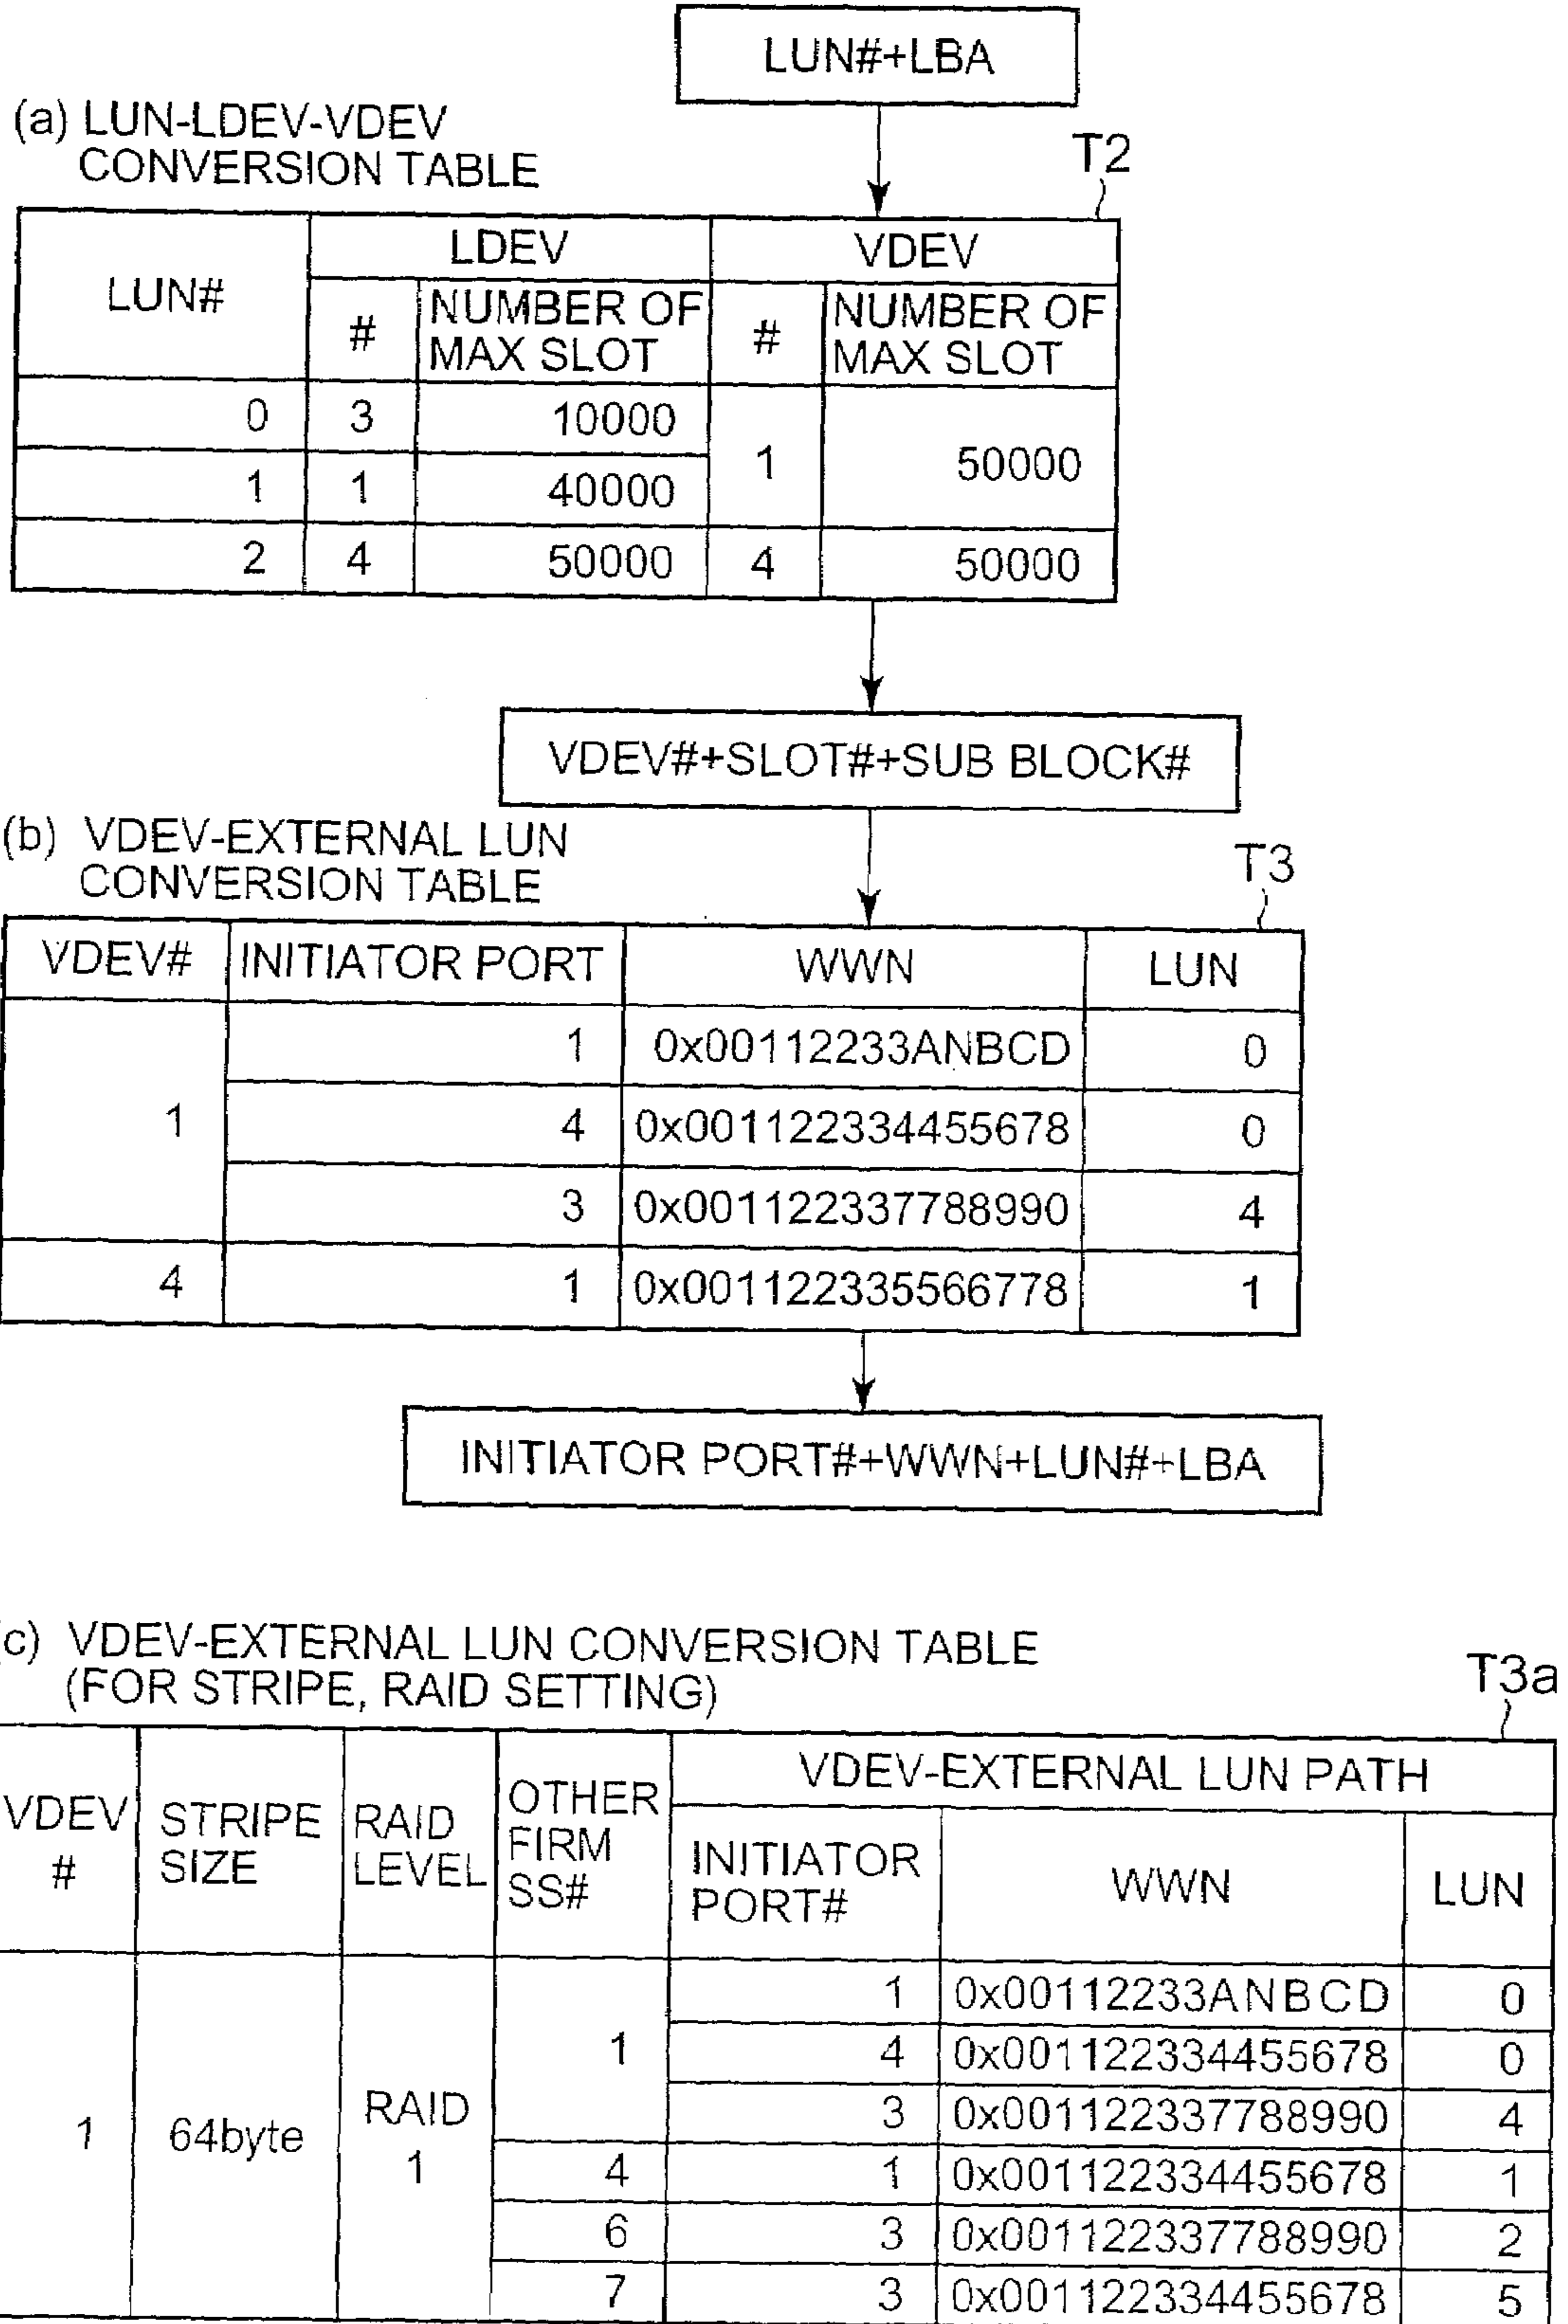 LUN#+LBA
(a) LUN-LDEV-VDEV
CONVERSION TABLE
T2
LUN# LDEV VDEV
# NUMBER OF MAX SLOT # NUMBER OF MAX SLOT
0 3 10000 1 50000
1 1 40000
2 4 50000 4 50000
VDEV#+SLOT#+SUB BLOCK#
(b) VDEV-EXTERNAL LUN
CONVERSION TABLE
T3
VDEV# INITIATOR PORT WWN LUN
1 1 0x00112233ANBCD 0
4 0x001122334455678 0
3 0x001122337788990 4
4 1 0x001122335566778 1
INITIATOR PORT#+WWN+LUN#+LBA
c) VDEV-EXTERNAL LUN CONVERSION TABLE
(FOR STRIPE, RAID SETTING)
T3a
VDEV # STRIPE SIZE RAID LEVEL OTHER FIRM SS# VDEV-EXTERNAL LUN PATH
INITIATOR PORT# WWN LUN
1 64byte RAID 1 1 1 0x00112233ANBCD 0
4 0x001122334455678 0
3 0x001122337788990 4
4 1 0x001122334455678 1
6 3 0x001122337788990 2
7 3 0x001122334455678 5